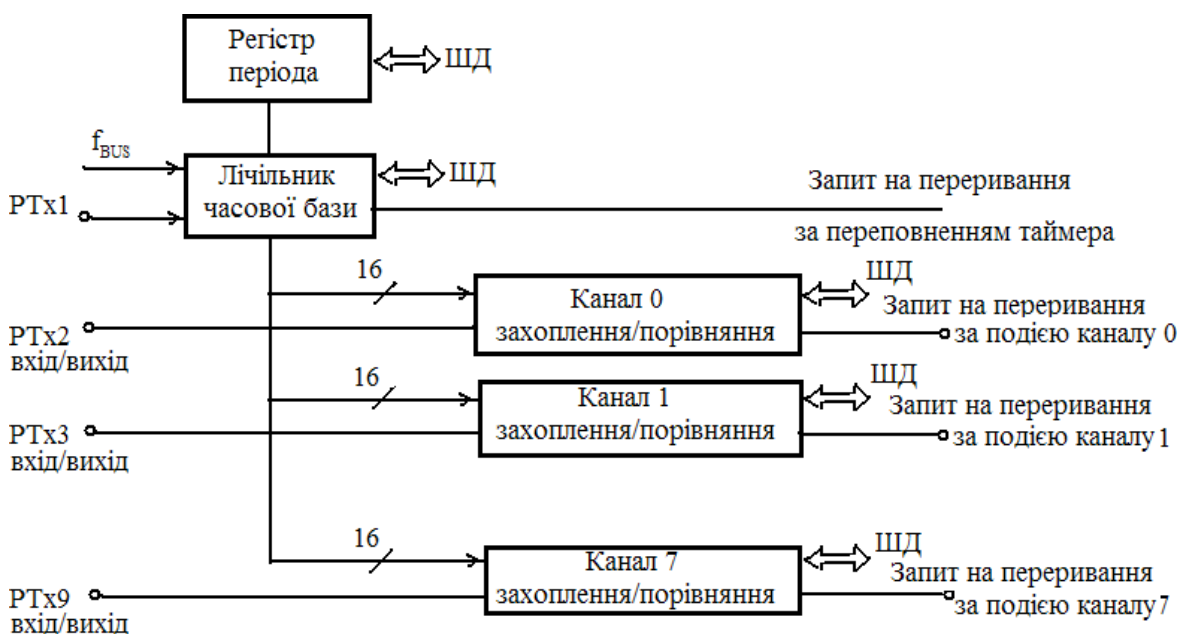 Регістр
періода
ШД
f BUS
Лічільник
часової бази
ШД
PTx1
Запит на переривання
за переповненням таймера
16
Канал 0
захоплення/порівняння
ШД
Запит на переривання
за подією каналу 0
PTx2
вхід/вихід
16
Канал 1
захоплення/порівняння
ШД
Запит на переривання
за подією каналу 1
PTx3
вхід/вихід
16
Канал 7
захоплення/порівняння
ШД
Запит на переривання
за подією каналу 7
PTx9
вхід/вихід